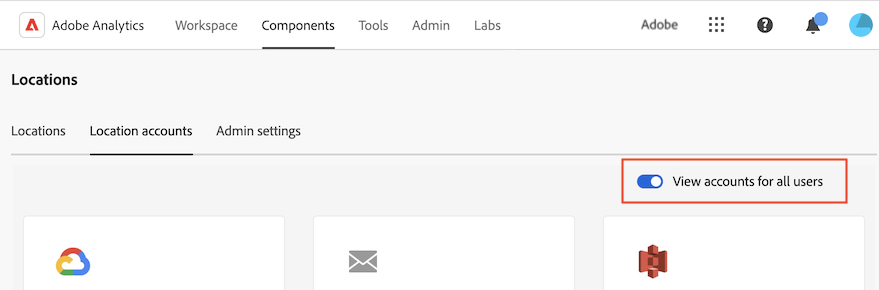 Adobe Analytics Workspace Components Tools Admin Labs Adobe
Locations
Locations Location accounts Admin settings
View accounts for all users